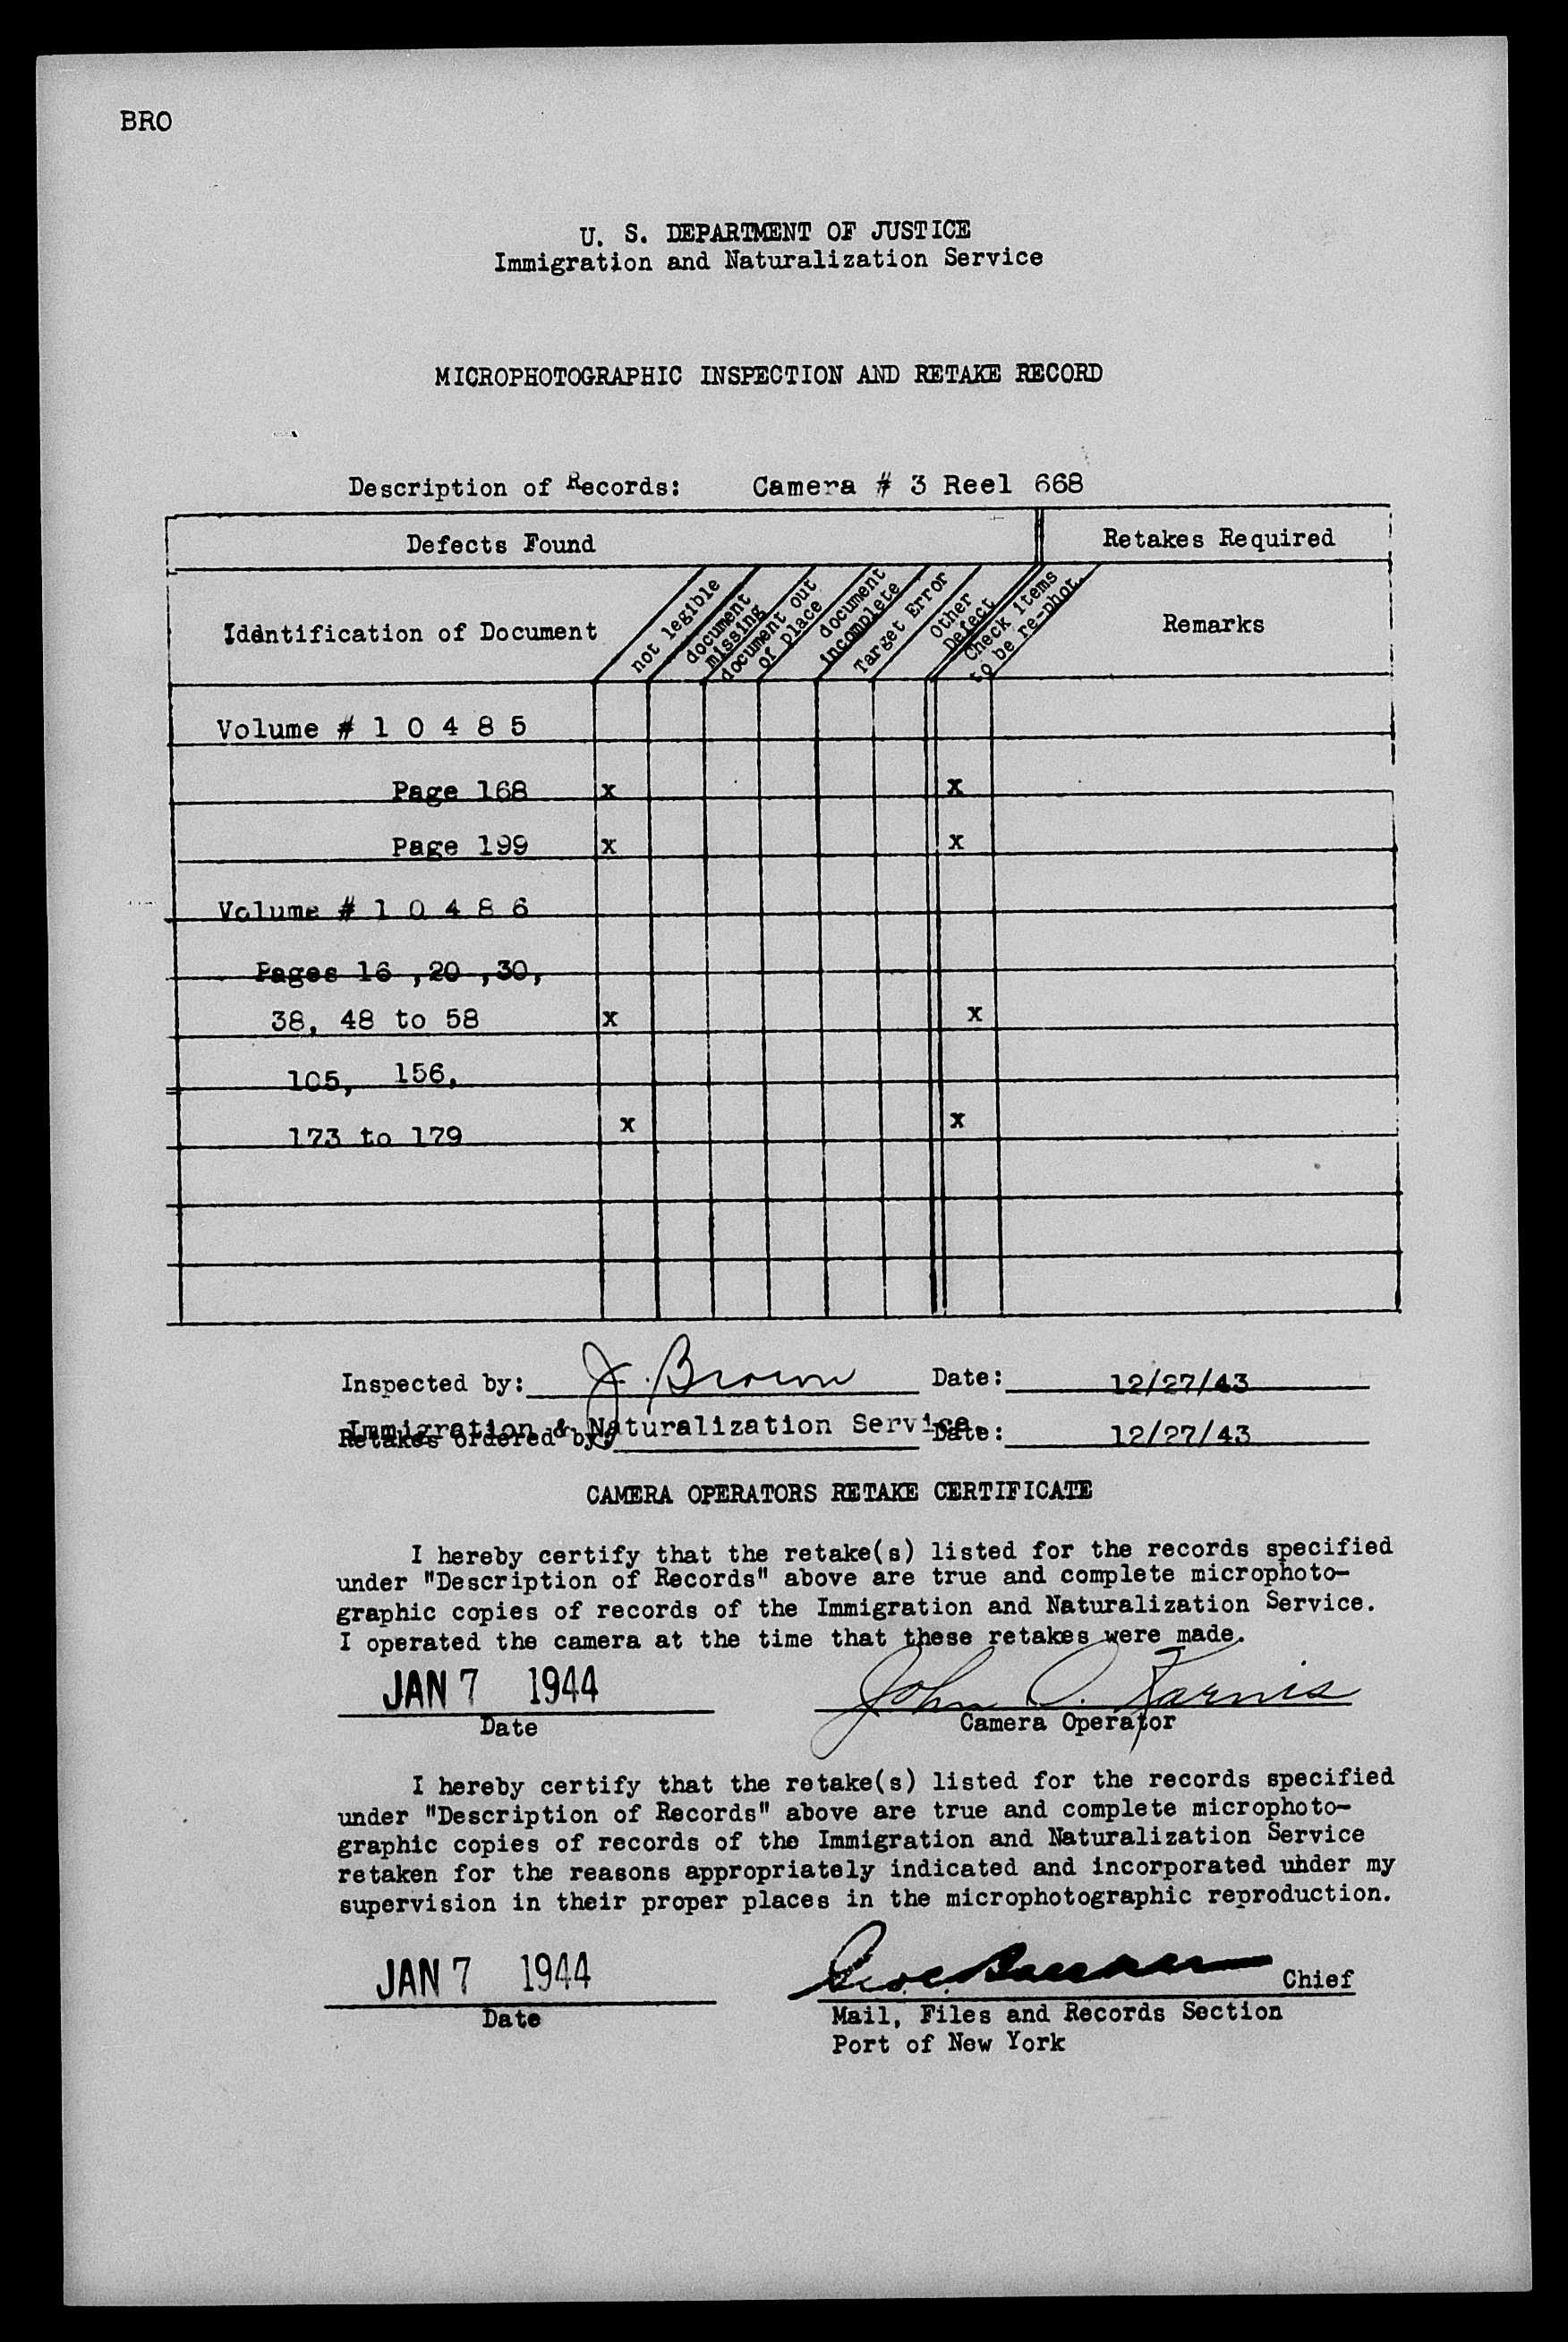 BRO
U. S. DEPARTMENT OF JUSTICE
Immigration and Naturalization Service
MICROPHOTOGRAPHIC INSPECTION AND RETAKE RECORD
Description of Records: Camera # 3 Reel 668
Defects Found Retakes Required
Identification of Document
not legible
document missing
document out of place
document incomplete
Target Error
Other Defect
Check items to be re-phot.
Remarks
Volume # 1 0 4 8 5
Page 168 x x
Page 199 x x
Volume # 1 0 4 8 6
Pages 16 ,20 ,30,
38, 48 to 58 x x
105, 156,
173 to 179 x x
Inspected by: J. Brown Date: 12/27/43
Immigration & Naturalization Service.
Retakes ordered by: Date: 12/27/43
CAMERA OPERATORS RETAKE CERTIFICATE
I hereby certify that the retake(s) listed for the records specified
under "Description of Records" above are true and complete microphoto-
graphic copies of records of the Immigration and Naturalization Service.
I operated the camera at the time that these retakes were made.
JAN 7 1944 John Karnis
Date Camera Operator
I hereby certify that the retake(s) listed for the records specified
under "Description of Records" above are true and complete microphoto-
graphic copies of records of the Immigration and Naturalization Service
retaken for the reasons appropriately indicated and incorporated under my
supervision in their proper places in the microphotographic reproduction.
JAN 7 1944 Chief
Date Mail, Files and Records Section
Port of New York